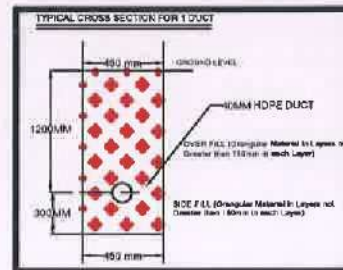 TYPICAL CROSS SECTION FOR 1 DUCT
450 mm
GROUND LEVEL
40MM HDPE DUCT
1200MM
OVER FILL (Granular Material in Layers not
Greater than 150mm in each Layer)
SIDE FILL (Granular Material in Layers not
Greater than 150mm in each Layer)
300MM
450 mm